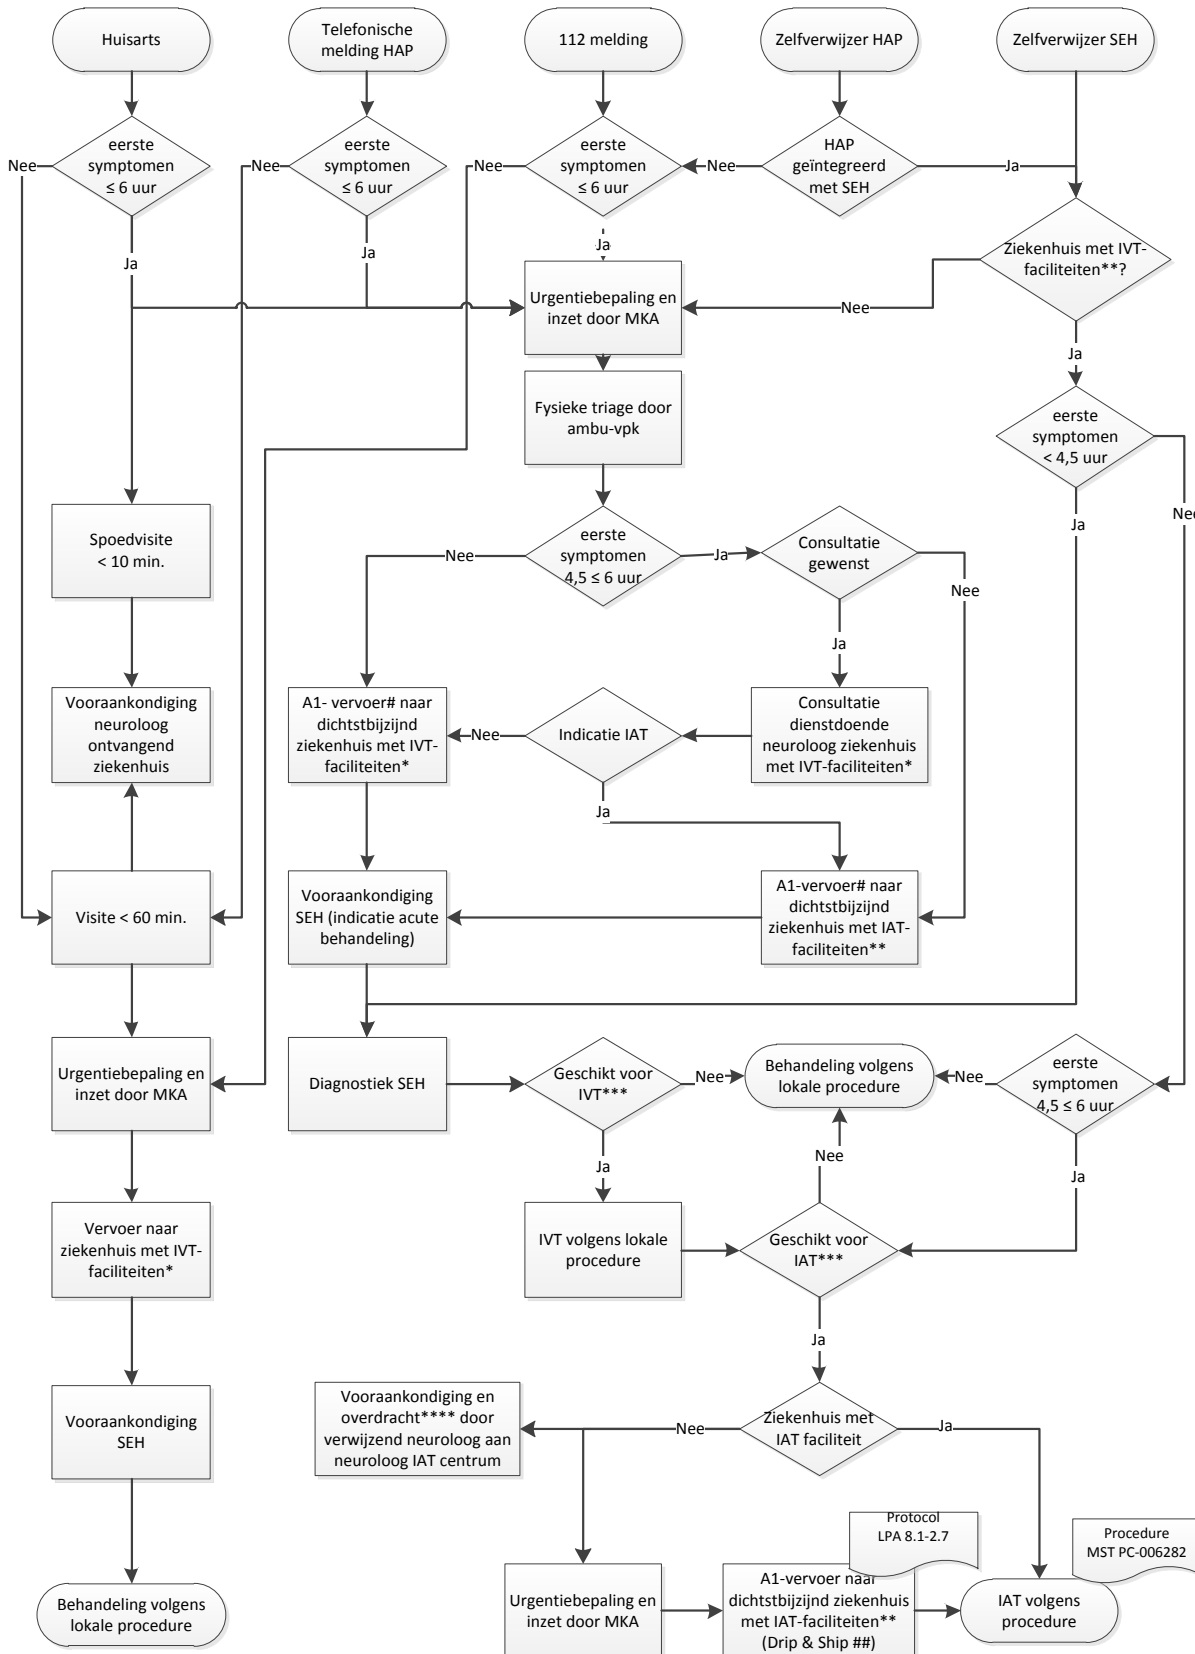 Huisarts
Telefonische
melding HAP
112 melding
Zelfverwijzer HAP
Zelfverwijzer SEH
eerste
symptomen
≤ 6 uur
Nee
Ja
eerste
symptomen
≤ 6 uur
Nee
Ja
eerste
symptomen
≤ 6 uur
Nee
Ja
HAP
geïntegreerd
met SEH
Nee
Ja
Ziekenhuis met IVT-
faciliteiten**?
Nee
Ja
Urgentiebepaling en
inzet door MKA
Fysieke triage door
ambu-vpk
eerste
symptomen
< 4,5 uur
Ja
Nee
Spoedvisite
< 10 min.
eerste
symptomen
4,5 ≤ 6 uur
Nee
Ja
Consultatie
gewenst
Nee
Ja
Vooraankondiging
neuroloog
ontvangend
ziekenhuis
A1- vervoer# naar
dichtstbijzijnd
ziekenhuis met IVT-
faciliteiten*
Nee
Indicatie IAT
Ja
Consultatie
dienstdoende
neuroloog ziekenhuis
met IVT-faciliteiten*
Visite < 60 min.
Vooraankondiging
SEH (indicatie acute
behandeling)
A1-vervoer# naar
dichtstbijzijnd
ziekenhuis met IAT-
faciliteiten**
Urgentiebepaling en
inzet door MKA
Diagnostiek SEH
Geschikt voor
IVT***
Nee
Ja
Behandeling volgens
lokale procedure
Nee
eerste
symptomen
4,5 ≤ 6 uur
Ja
Nee
Vervoer naar
ziekenhuis met IVT-
faciliteiten*
IVT volgens lokale
procedure
Geschikt voor
IAT***
Ja
Vooraankondiging
SEH
Vooraankondiging en
overdracht**** door
verwijzend neuroloog aan
neuroloog IAT centrum
Nee
Ziekenhuis met
IAT faciliteit
Ja
Protocol
LPA 8.1-2.7
Procedure
MST PC-006282
Behandeling volgens
lokale procedure
Urgentiebepaling en
inzet door MKA
A1-vervoer naar
dichtstbijzijnd ziekenhuis
met IAT-faciliteiten**
(Drip & Ship ##)
IAT volgens
procedure